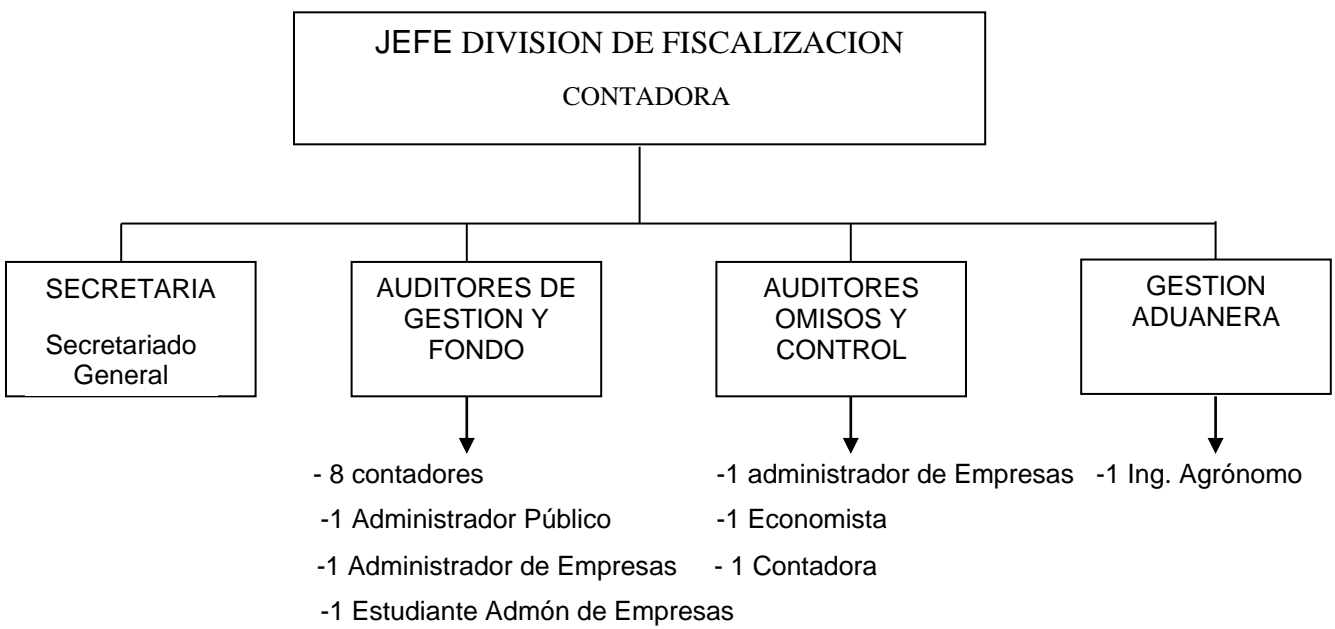 JEFE DIVISION DE FISCALIZACION
CONTADORA
SECRETARIA
Secretariado
General
AUDITORES DE
GESTION Y
FONDO
AUDITORES
OMISOS Y
CONTROL
GESTION
ADUANERA
- 8 contadores
-1 Administrador Público
-1 Administrador de Empresas
-1 Estudiante Admón de Empresas
-1 administrador de Empresas
-1 Economista
- 1 Contadora
-1 Ing. Agrónomo